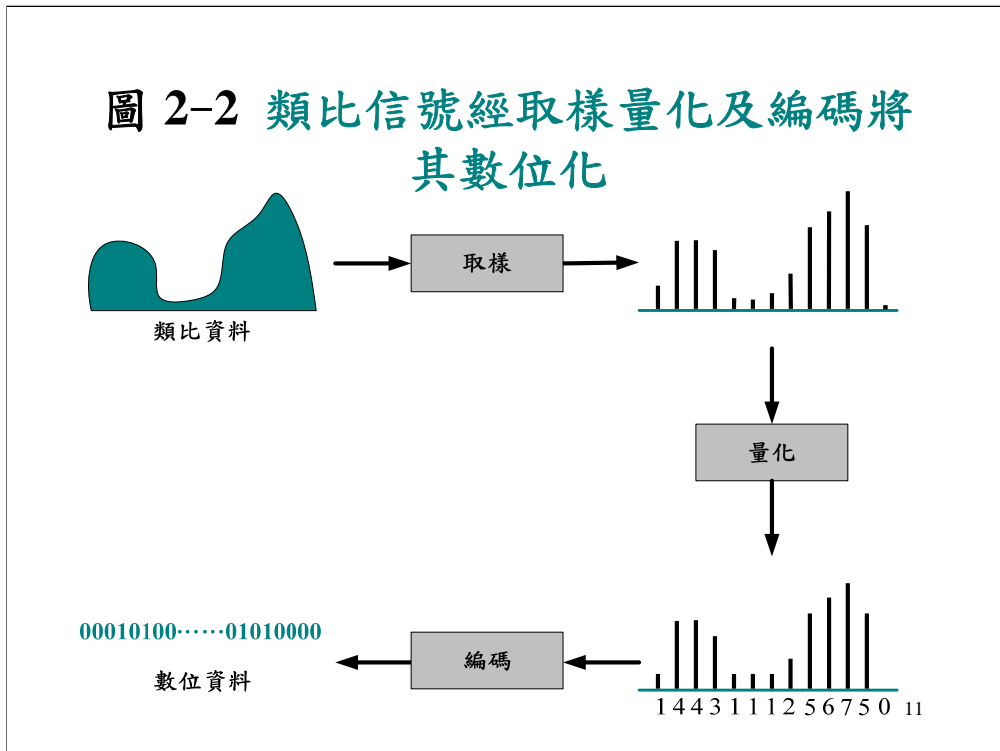 圖 2-2 類比信號經取樣量化及編碼將
其數位化
取樣
類比資料
量化
00010100……01010000
編碼
數位資料
1 4 4 3 1 1 1 2 5 6 7 5 0
11